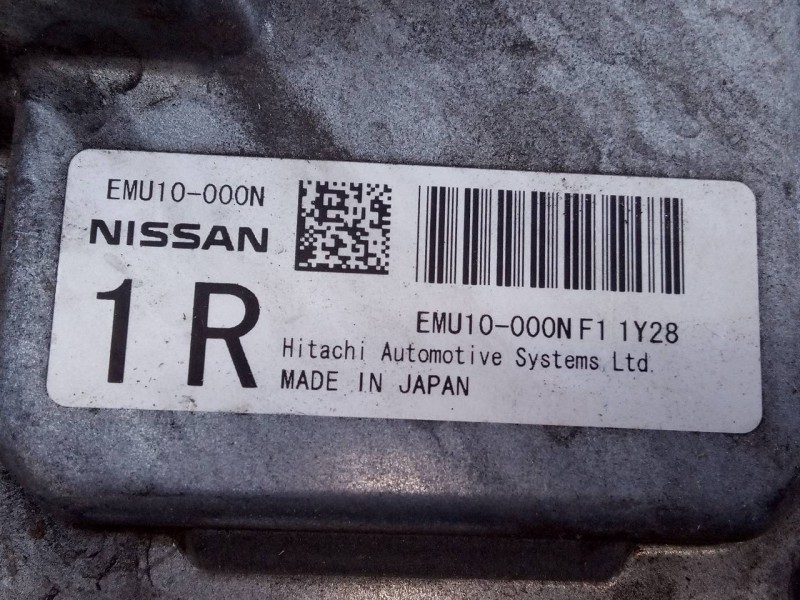 EMU10-000N
NISSAN
1R
EMU10-000N F1 1Y28
Hitachi Automotive Systems Ltd.
MADE IN JAPAN